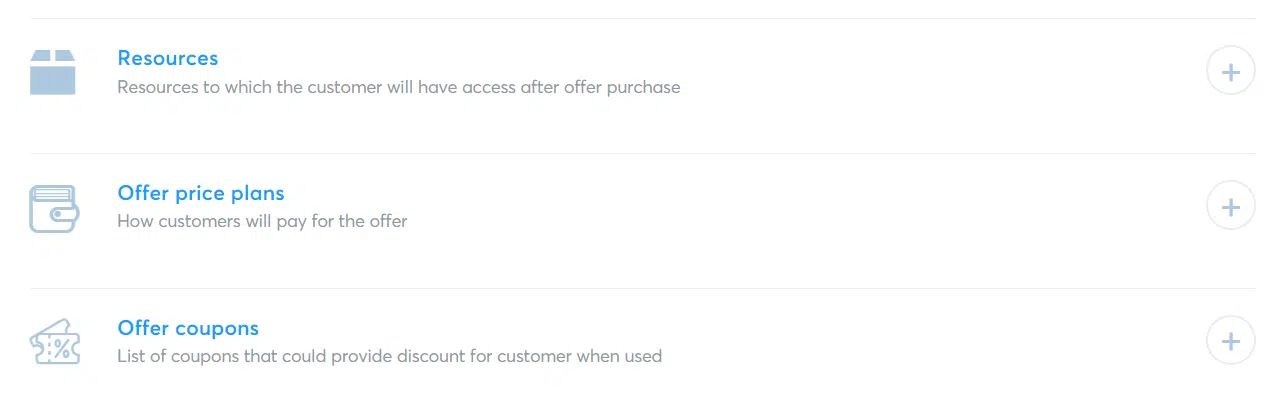 Resources
Resources to which the customer will have access after offer purchase
Offer price plans
How customers will pay for the offer
Offer coupons
List of coupons that could provide discount for customer when used